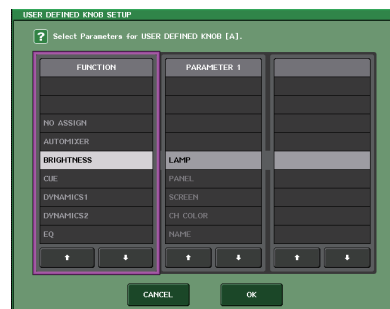 USER DEFINED KNOB SETUP
? Select Parameters for USER DEFINED KNOB [A].
FUNCTION
NO ASSIGN
AUTOMIXER
BRIGHTNESS
CUE
DYNAMICS1
DYNAMICS2
EQ
PARAMETER 1
LAMP
PANEL
SCREEN
CH COLOR
NAME
CANCEL
OK